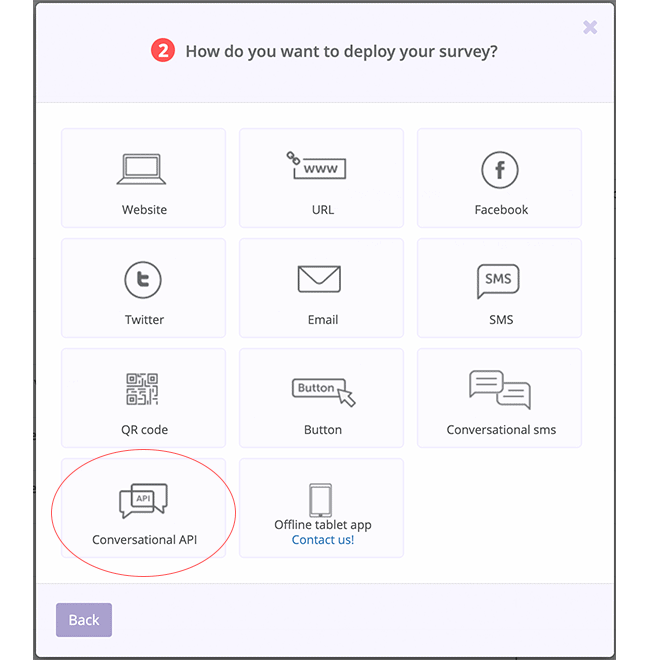 2 How do you want to deploy your survey?
Website
www
URL
f
Facebook
t
Twitter
Email
SMS
SMS
QR code
Button
Button
Conversational sms
API
Conversational API
Offline tablet app
Contact us!
Back